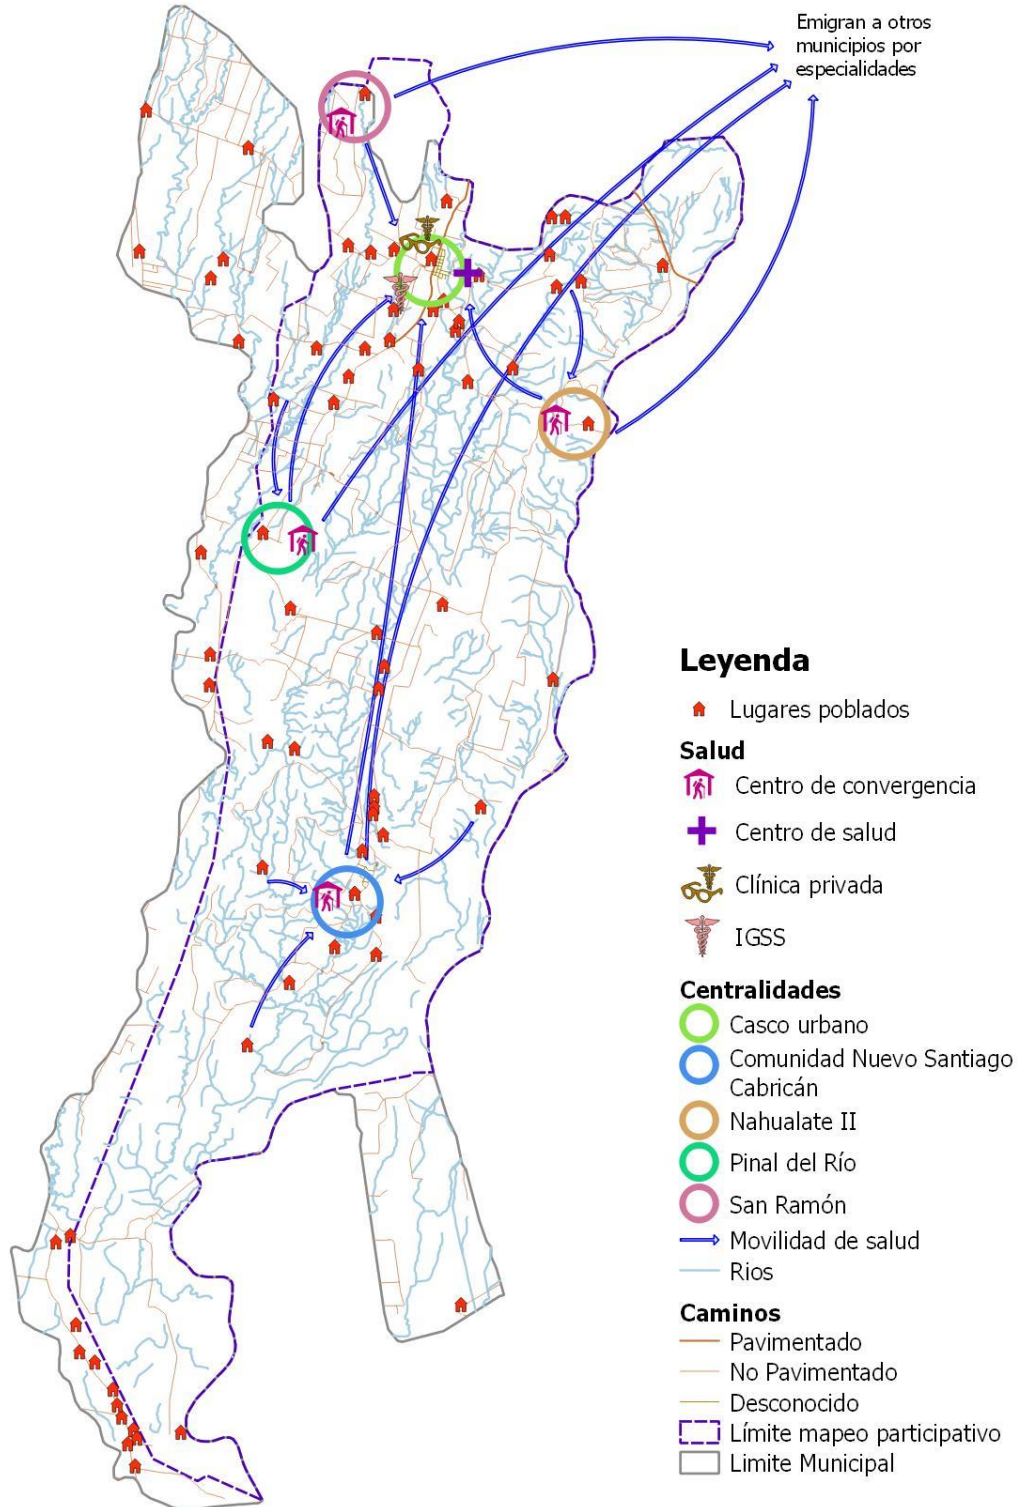 Emigran a otros
municipios por
especialidades
Leyenda
Lugares poblados
Salud
Centro de convergencia
Centro de salud
Clínica privada
IGSS
Centralidades
Casco urbano
Comunidad Nuevo Santiago
Cabricán
Nahualate II
Pinal del Río
San Ramón
Movilidad de salud
Rios
Caminos
Pavimentado
No Pavimentado
Desconocido
Límite mapeo participativo
Limite Municipal